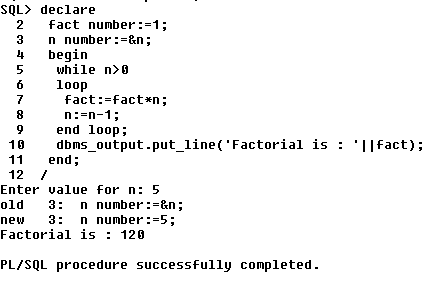 SQL> declare
  2   fact number:=1;
  3   n number:=&n;
  4   begin
  5    while n>0
  6    loop
  7     fact:=fact*n;
  8     n:=n-1;
  9    end loop;
 10    dbms_output.put_line('Factorial is : '||fact);
 11   end;
 12  /
Enter value for n: 5
old   3:  n number:=&n;
new   3:  n number:=5;
Factorial is : 120

PL/SQL procedure successfully completed.